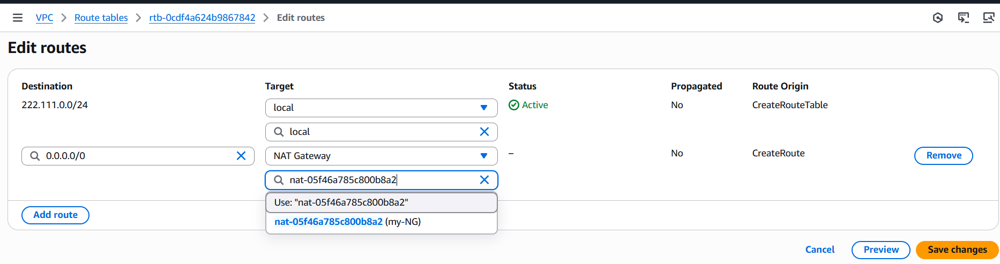 VPC > Route tables > rtb-0cdf4a624b9867842 > Edit routes
Edit routes
Destination Target Status Propagated Route Origin
222.111.0.0/24 local Active No CreateRouteTable
local
0.0.0.0/0 NAT Gateway – No CreateRoute Remove
nat-05f46a785c800b8a2
Use: "nat-05f46a785c800b8a2"
Add route
nat-05f46a785c800b8a2 (my-NG)
Cancel Preview Save changes